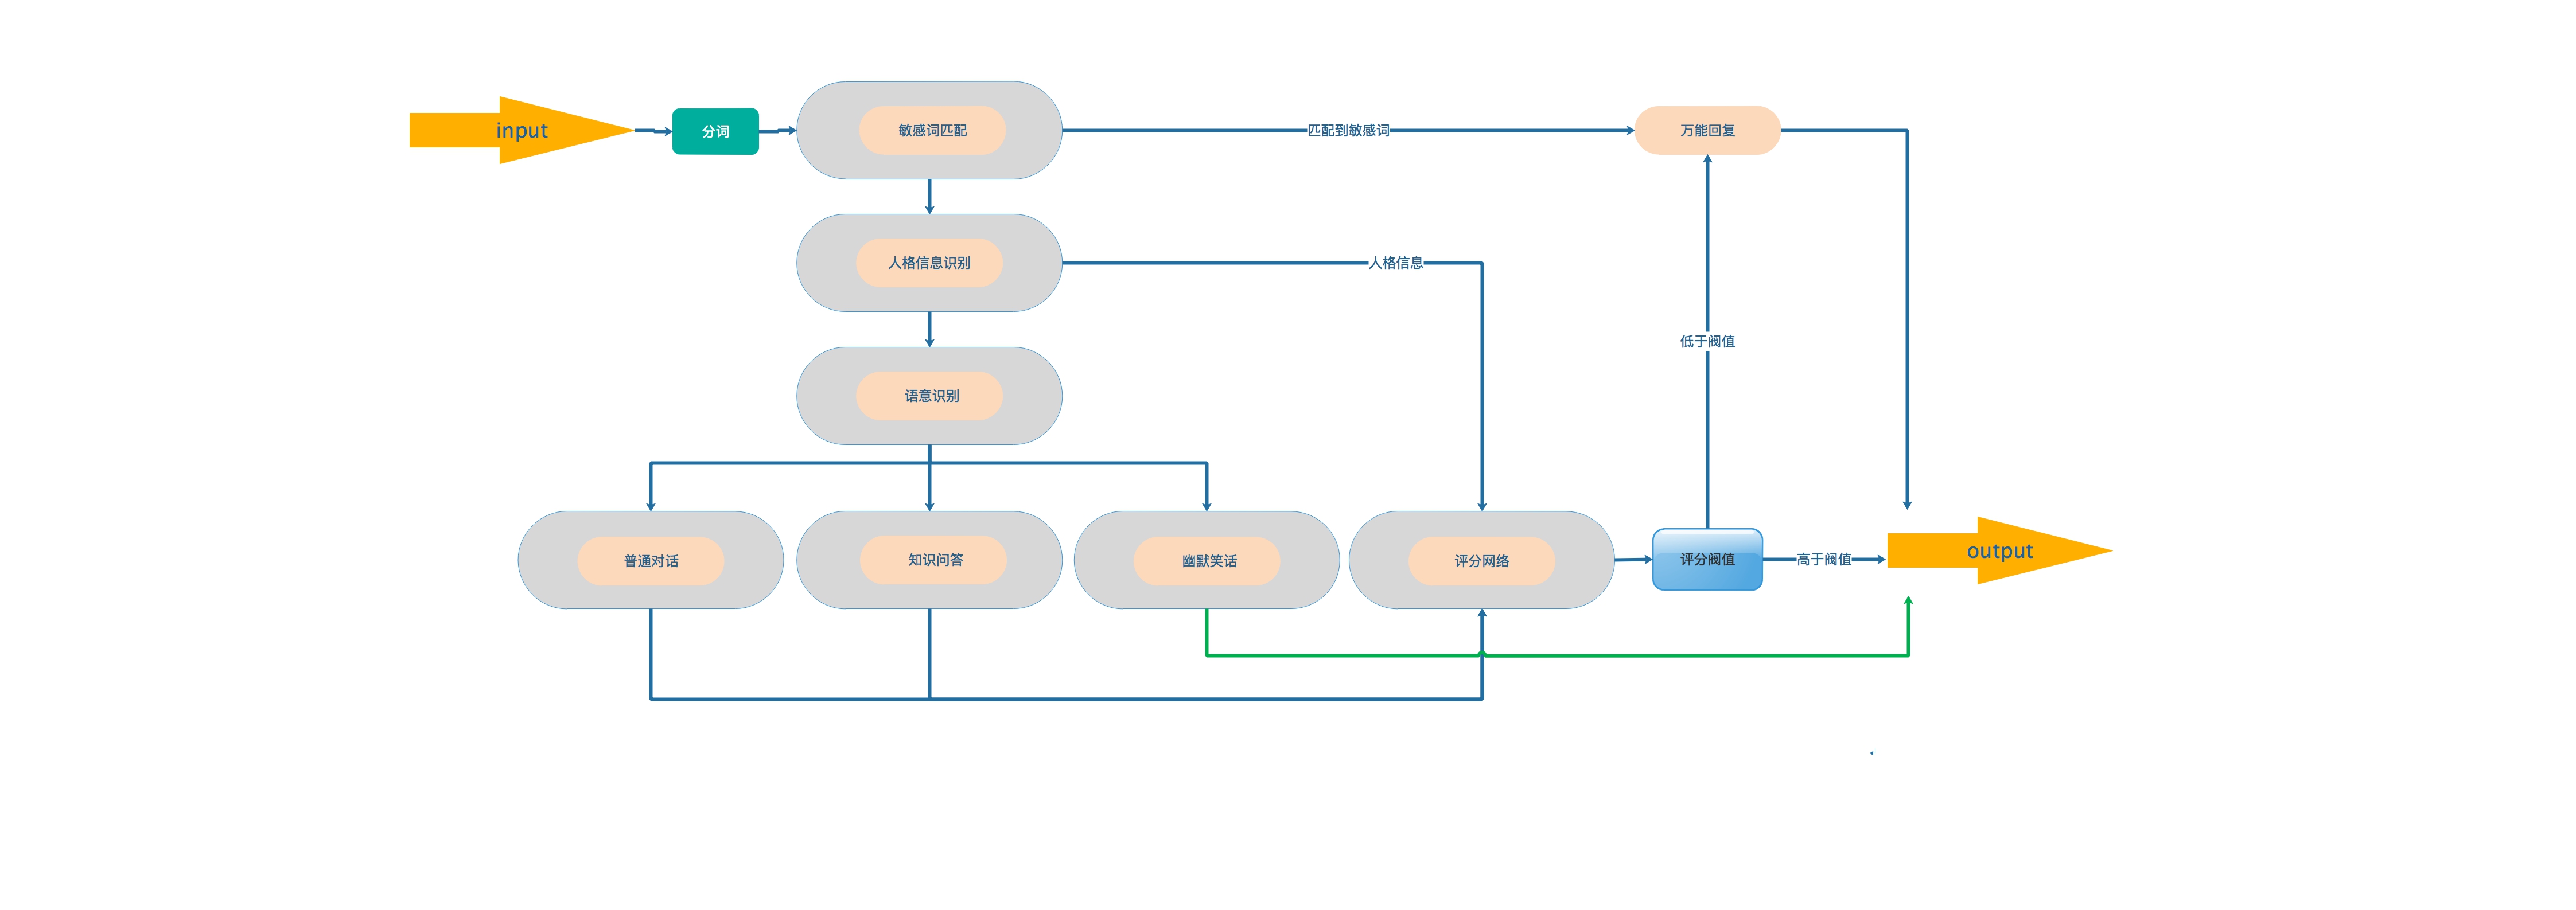 input
分词
敏感词匹配
匹配到敏感词
万能回复
人格信息识别
人格信息
低于阀值
语意识别
普通对话
知识问答
幽默笑话
评分网络
评分阀值
高于阀值
output